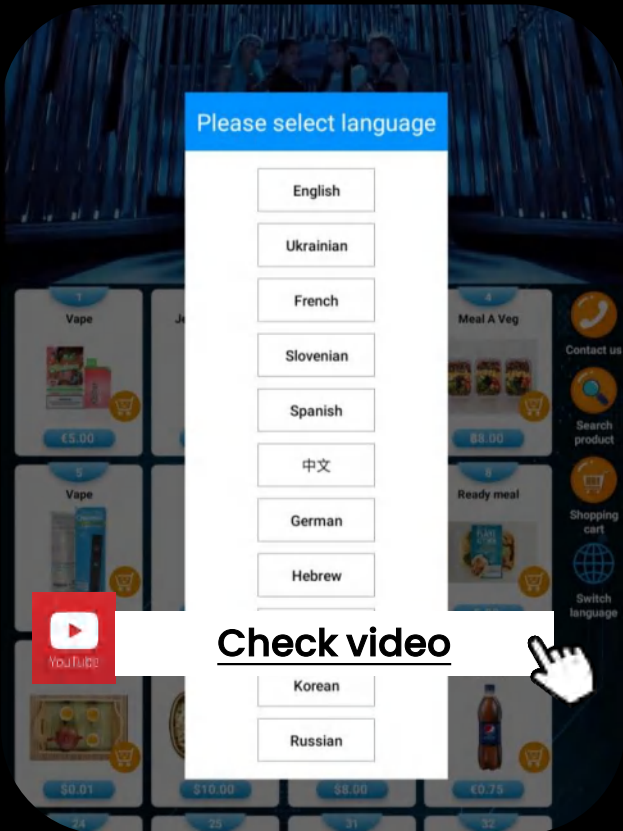 Please select language
English
Ukrainian
French
Slovenian
Spanish
中文
German
Hebrew
Korean
Russian
1
Vape
€5.00
4
Meal A Veg
$8.00
Contact us
Search
product
5
Vape
Ready meal
Shopping
cart
Switch
language
YouTube
Check video
$0.01
$10.00
$8.00
€0.75
24
25
31
32